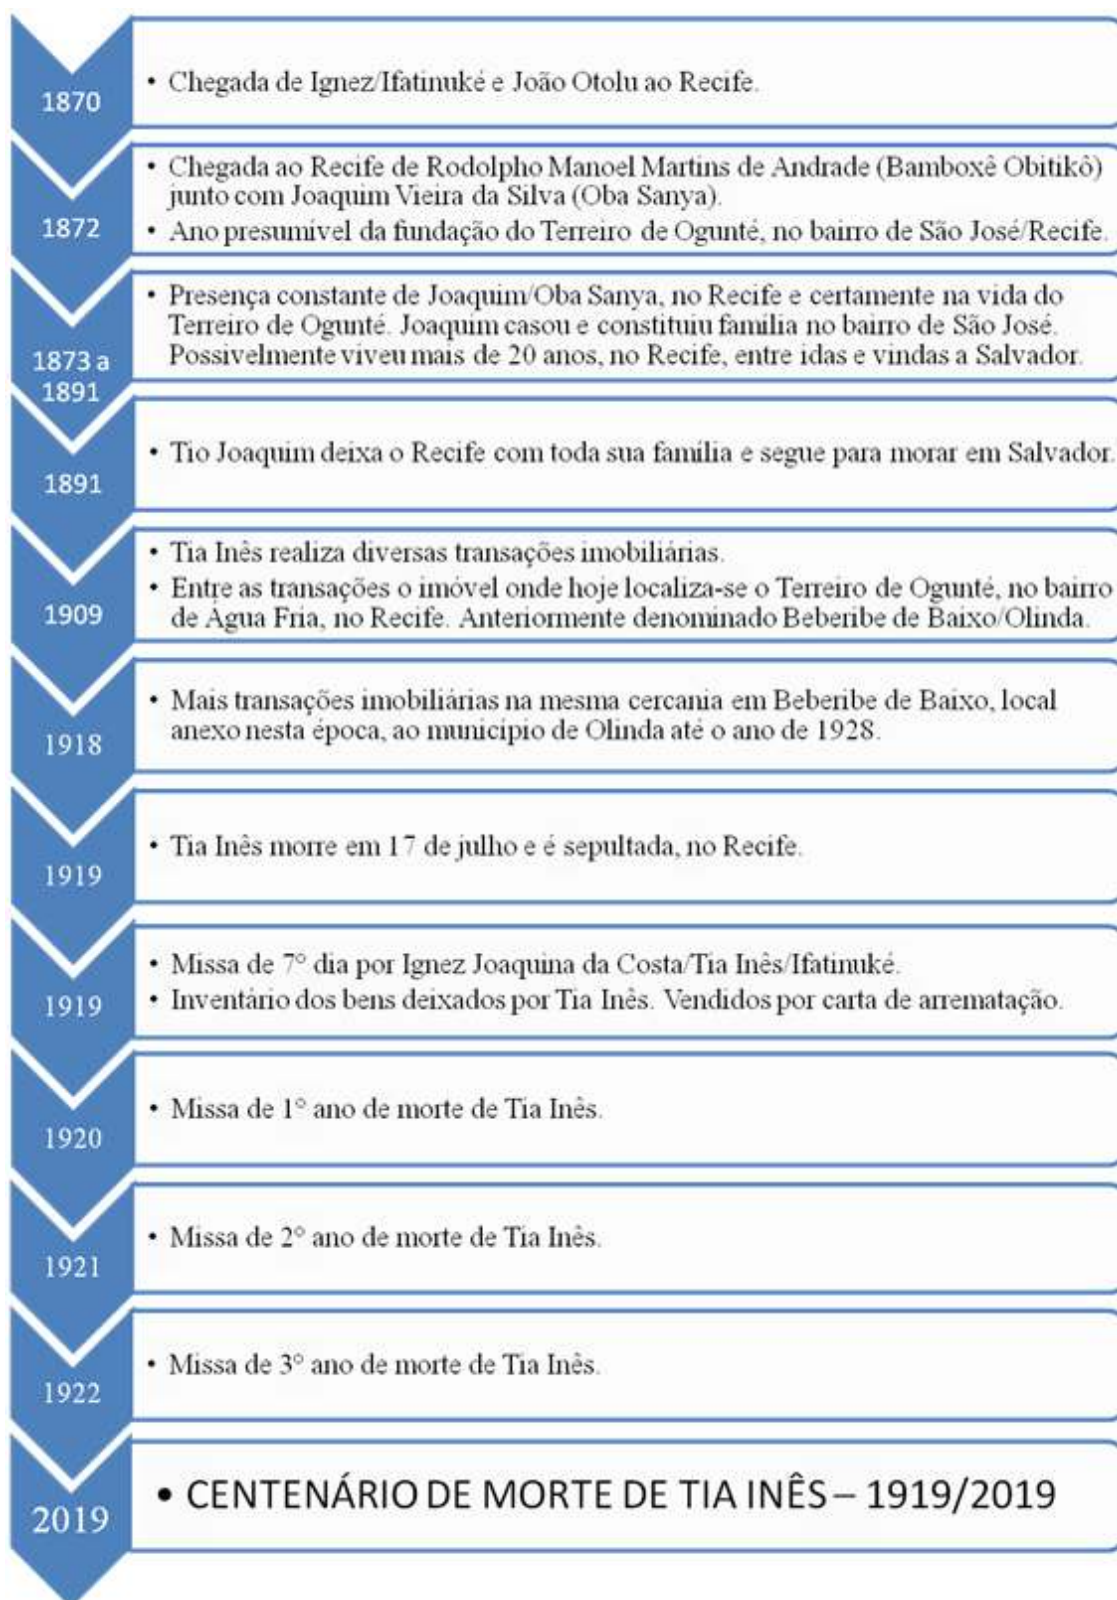 1870
• Chegada de Ignez/Ifatinuké e João Otolu ao Recife.
1872
• Chegada ao Recife de Rodolpho Manoel Martins de Andrade (Bamboxê Obitikô)
junto com Joaquim Vieira da Silva (Oba Sanya).
• Ano presumível da fundação do Terreiro de Ogunté, no bairro de São José/Recife.
1873 a
1891
• Presença constante de Joaquim/Oba Sanya, no Recife e certamente na vida do
Terreiro de Ogunté. Joaquim casou e constituiu família no bairro de São José.
Possivelmente viveu mais de 20 anos, no Recife, entre idas e vindas a Salvador.
1891
• Tio Joaquim deixa o Recife com toda sua família e segue para morar em Salvador.
1909
• Tia Inês realiza diversas transações imobiliárias.
• Entre as transações o imóvel onde hoje localiza-se o Terreiro de Ogunté, no bairro
de Água Fria, no Recife. Anteriormente denominado Beberibe de Baixo/Olinda.
1918
• Mais transações imobiliárias na mesma cercania em Beberibe de Baixo, local
anexo nesta época, ao município de Olinda até o ano de 1928.
1919
• Tia Inês morre em 17 de julho e é sepultada, no Recife.
1919
• Missa de 7° dia por Ignez Joaquina da Costa/Tia Inês/Ifatinuké.
• Inventário dos bens deixados por Tia Inês. Vendidos por carta de arrematação.
1920
• Missa de 1° ano de morte de Tia Inês.
1921
• Missa de 2° ano de morte de Tia Inês.
1922
• Missa de 3° ano de morte de Tia Inês.
2019
• CENTENÁRIO DE MORTE DE TIA INÊS – 1919/2019